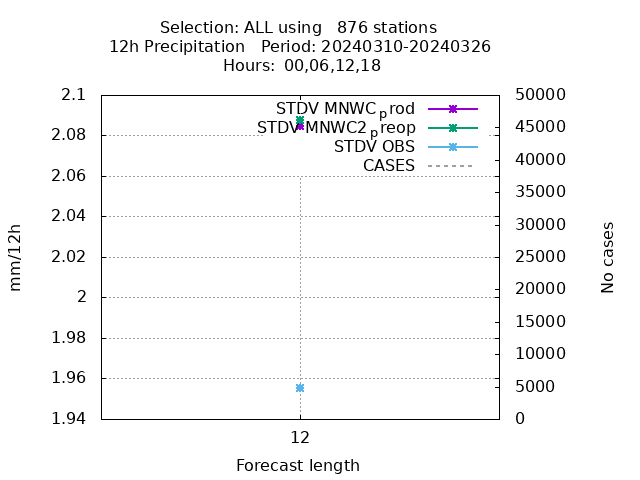 Selection: ALL using   876 stations
12h Precipitation   Period: 20240310-20240326
Hours: 00,06,12,18
2.1
2.08
2.06
2.04
2.02
2
1.98
1.96
1.94
mm/12h
STDV MNWC_prod
STDV MNWC2_preop
STDV OBS
CASES
50000
45000
40000
35000
30000
25000
20000
15000
10000
5000
0
No cases
12
Forecast length